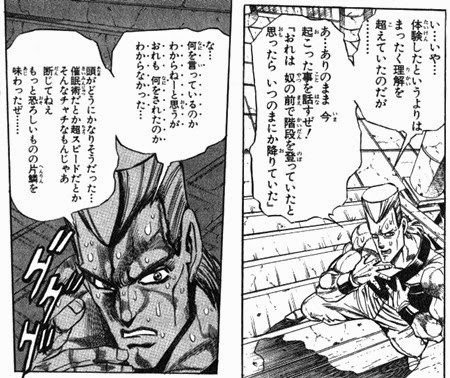 い…いや…
体験したというよりは
まったく理解を
超えていたのだが
あ…ありのまま 今
起こった事を話すぜ！
『おれは 奴の前で階段を登っていたと
思ったら いつのまにか降りていた』
な…
何を言っているのか
わからねーと思うが
おれも 何をされたのか
わからなかった…
頭がどうにかなりそうだった…
催眠術だとか超スピードだとか
そんなチャチなもんじゃあ
断じてねえ
もっと恐ろしいものの片鱗を
味わったぜ…
ゴゴゴゴ